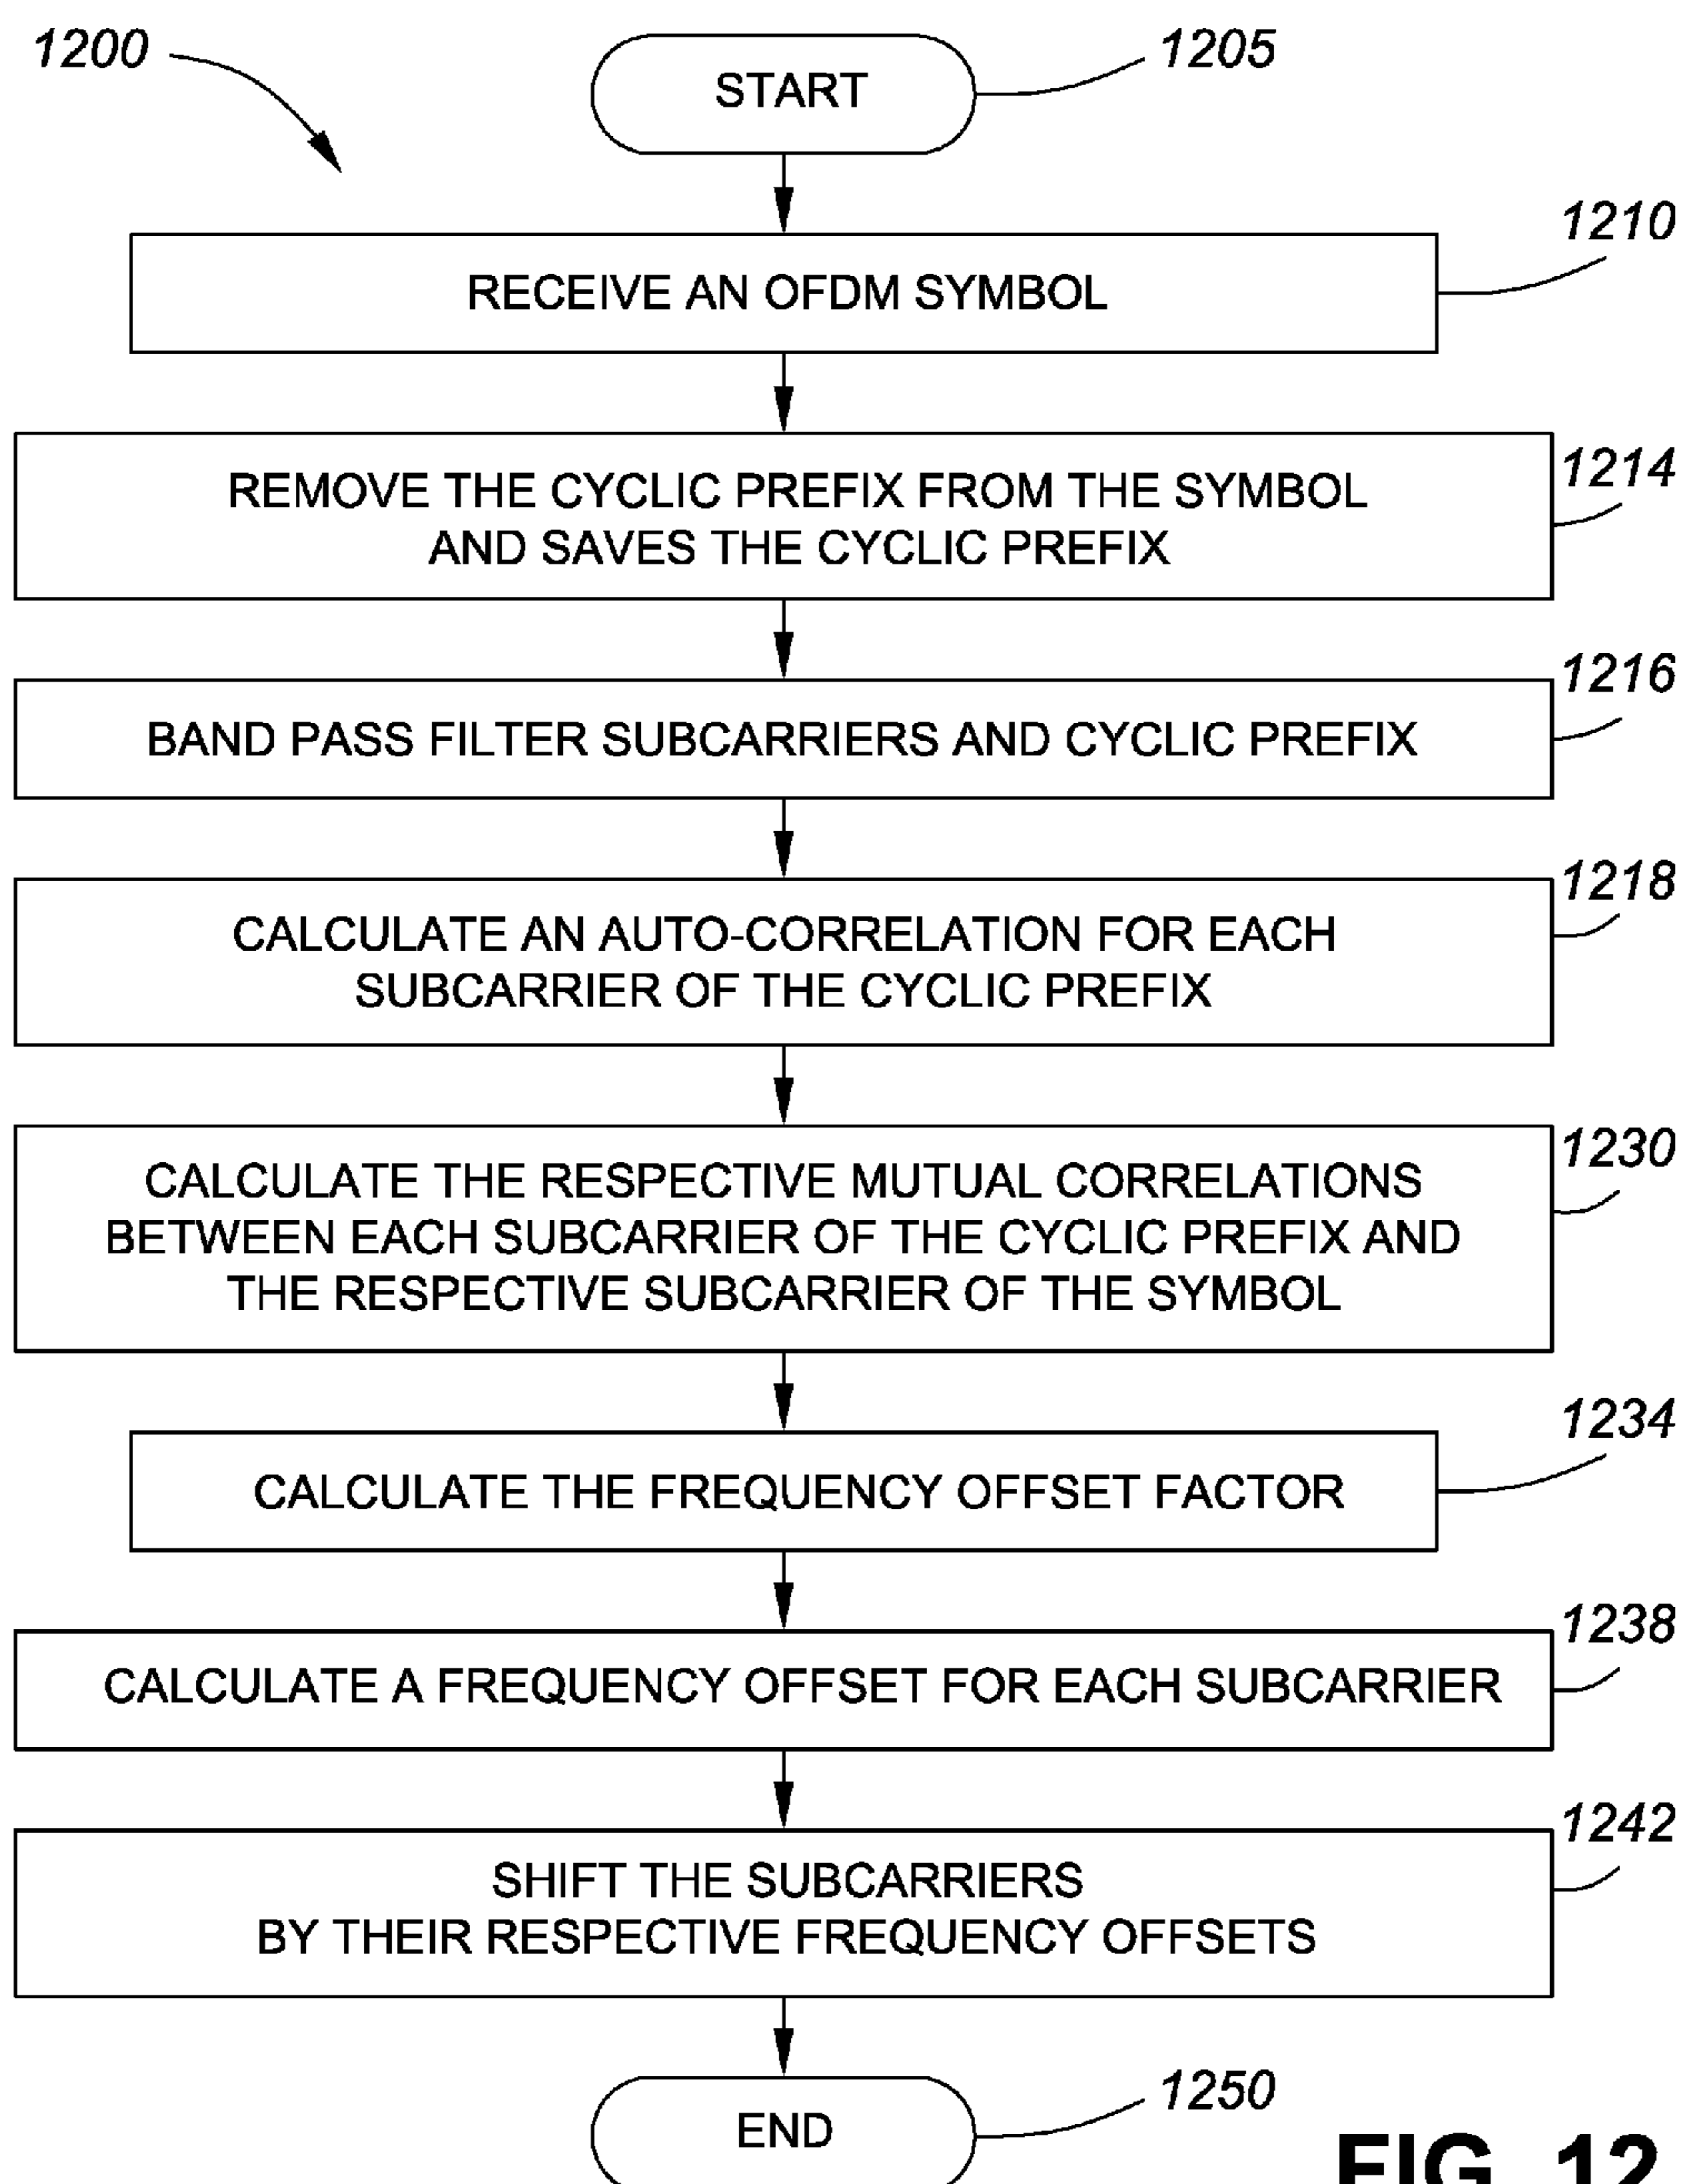 1200
START
1205
1210
RECEIVE AN OFDM SYMBOL
1214
REMOVE THE CYCLIC PREFIX FROM THE SYMBOL
AND SAVES THE CYCLIC PREFIX
1216
BAND PASS FILTER SUBCARRIERS AND CYCLIC PREFIX
1218
CALCULATE AN AUTO-CORRELATION FOR EACH
SUBCARRIER OF THE CYCLIC PREFIX
1230
CALCULATE THE RESPECTIVE MUTUAL CORRELATIONS
BETWEEN EACH SUBCARRIER OF THE CYCLIC PREFIX AND
THE RESPECTIVE SUBCARRIER OF THE SYMBOL
1234
CALCULATE THE FREQUENCY OFFSET FACTOR
1238
CALCULATE A FREQUENCY OFFSET FOR EACH SUBCARRIER
1242
SHIFT THE SUBCARRIERS
BY THEIR RESPECTIVE FREQUENCY OFFSETS
1250
END
FIG. 12